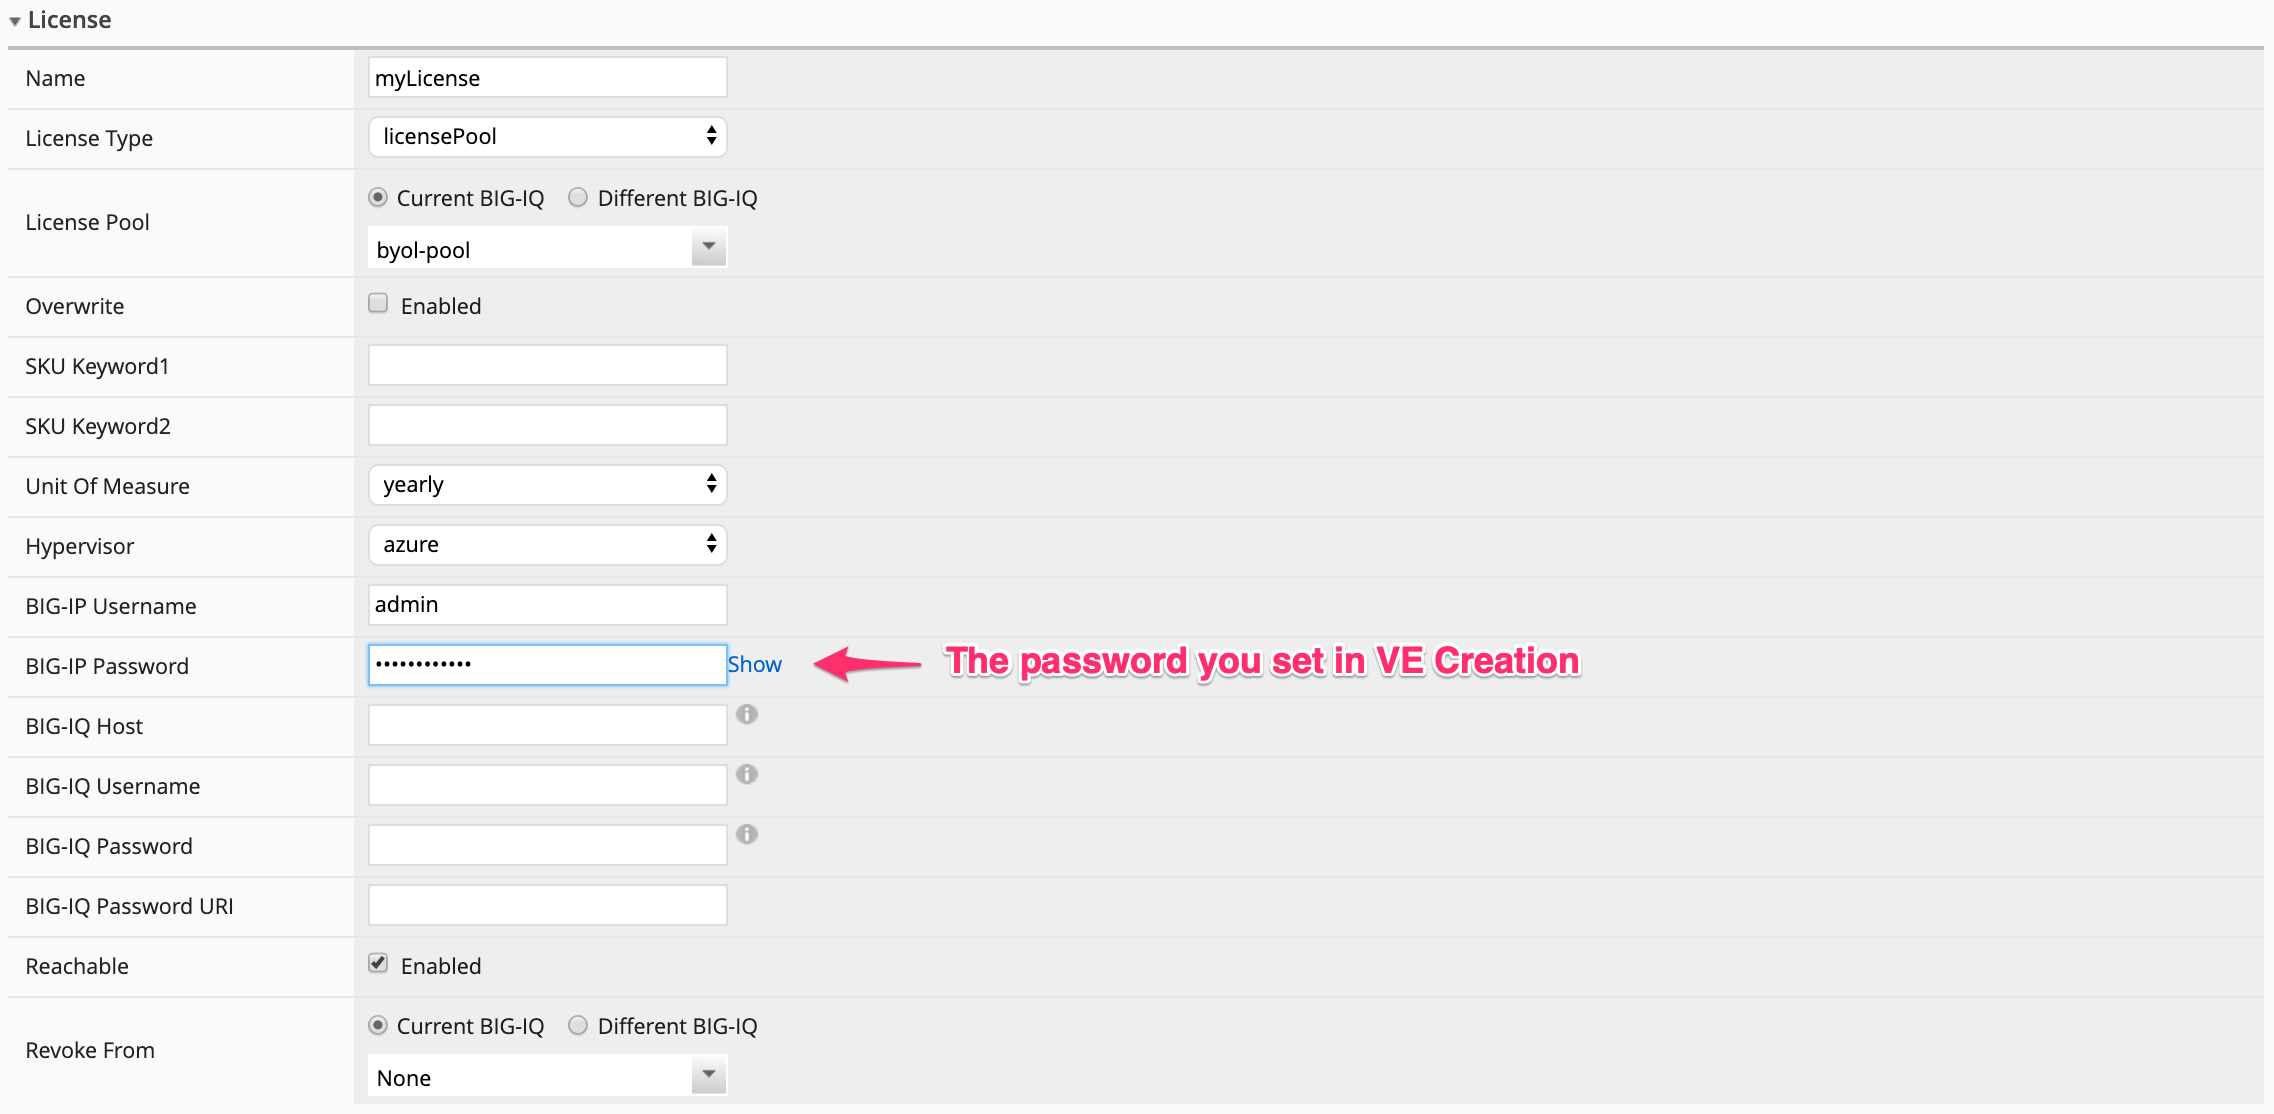 License
Name myLicense
License Type licensePool
License Pool
Current BIG-IQ Different BIG-IQ
byol-pool
Overwrite Enabled
SKU Keyword1
SKU Keyword2
Unit Of Measure yearly
Hypervisor azure
BIG-IP Username admin
BIG-IP Password •••••••••••• Show The password you set in VE Creation
BIG-IQ Host
BIG-IQ Username
BIG-IQ Password
BIG-IQ Password URI
Reachable Enabled
Revoke From
Current BIG-IQ Different BIG-IQ
None